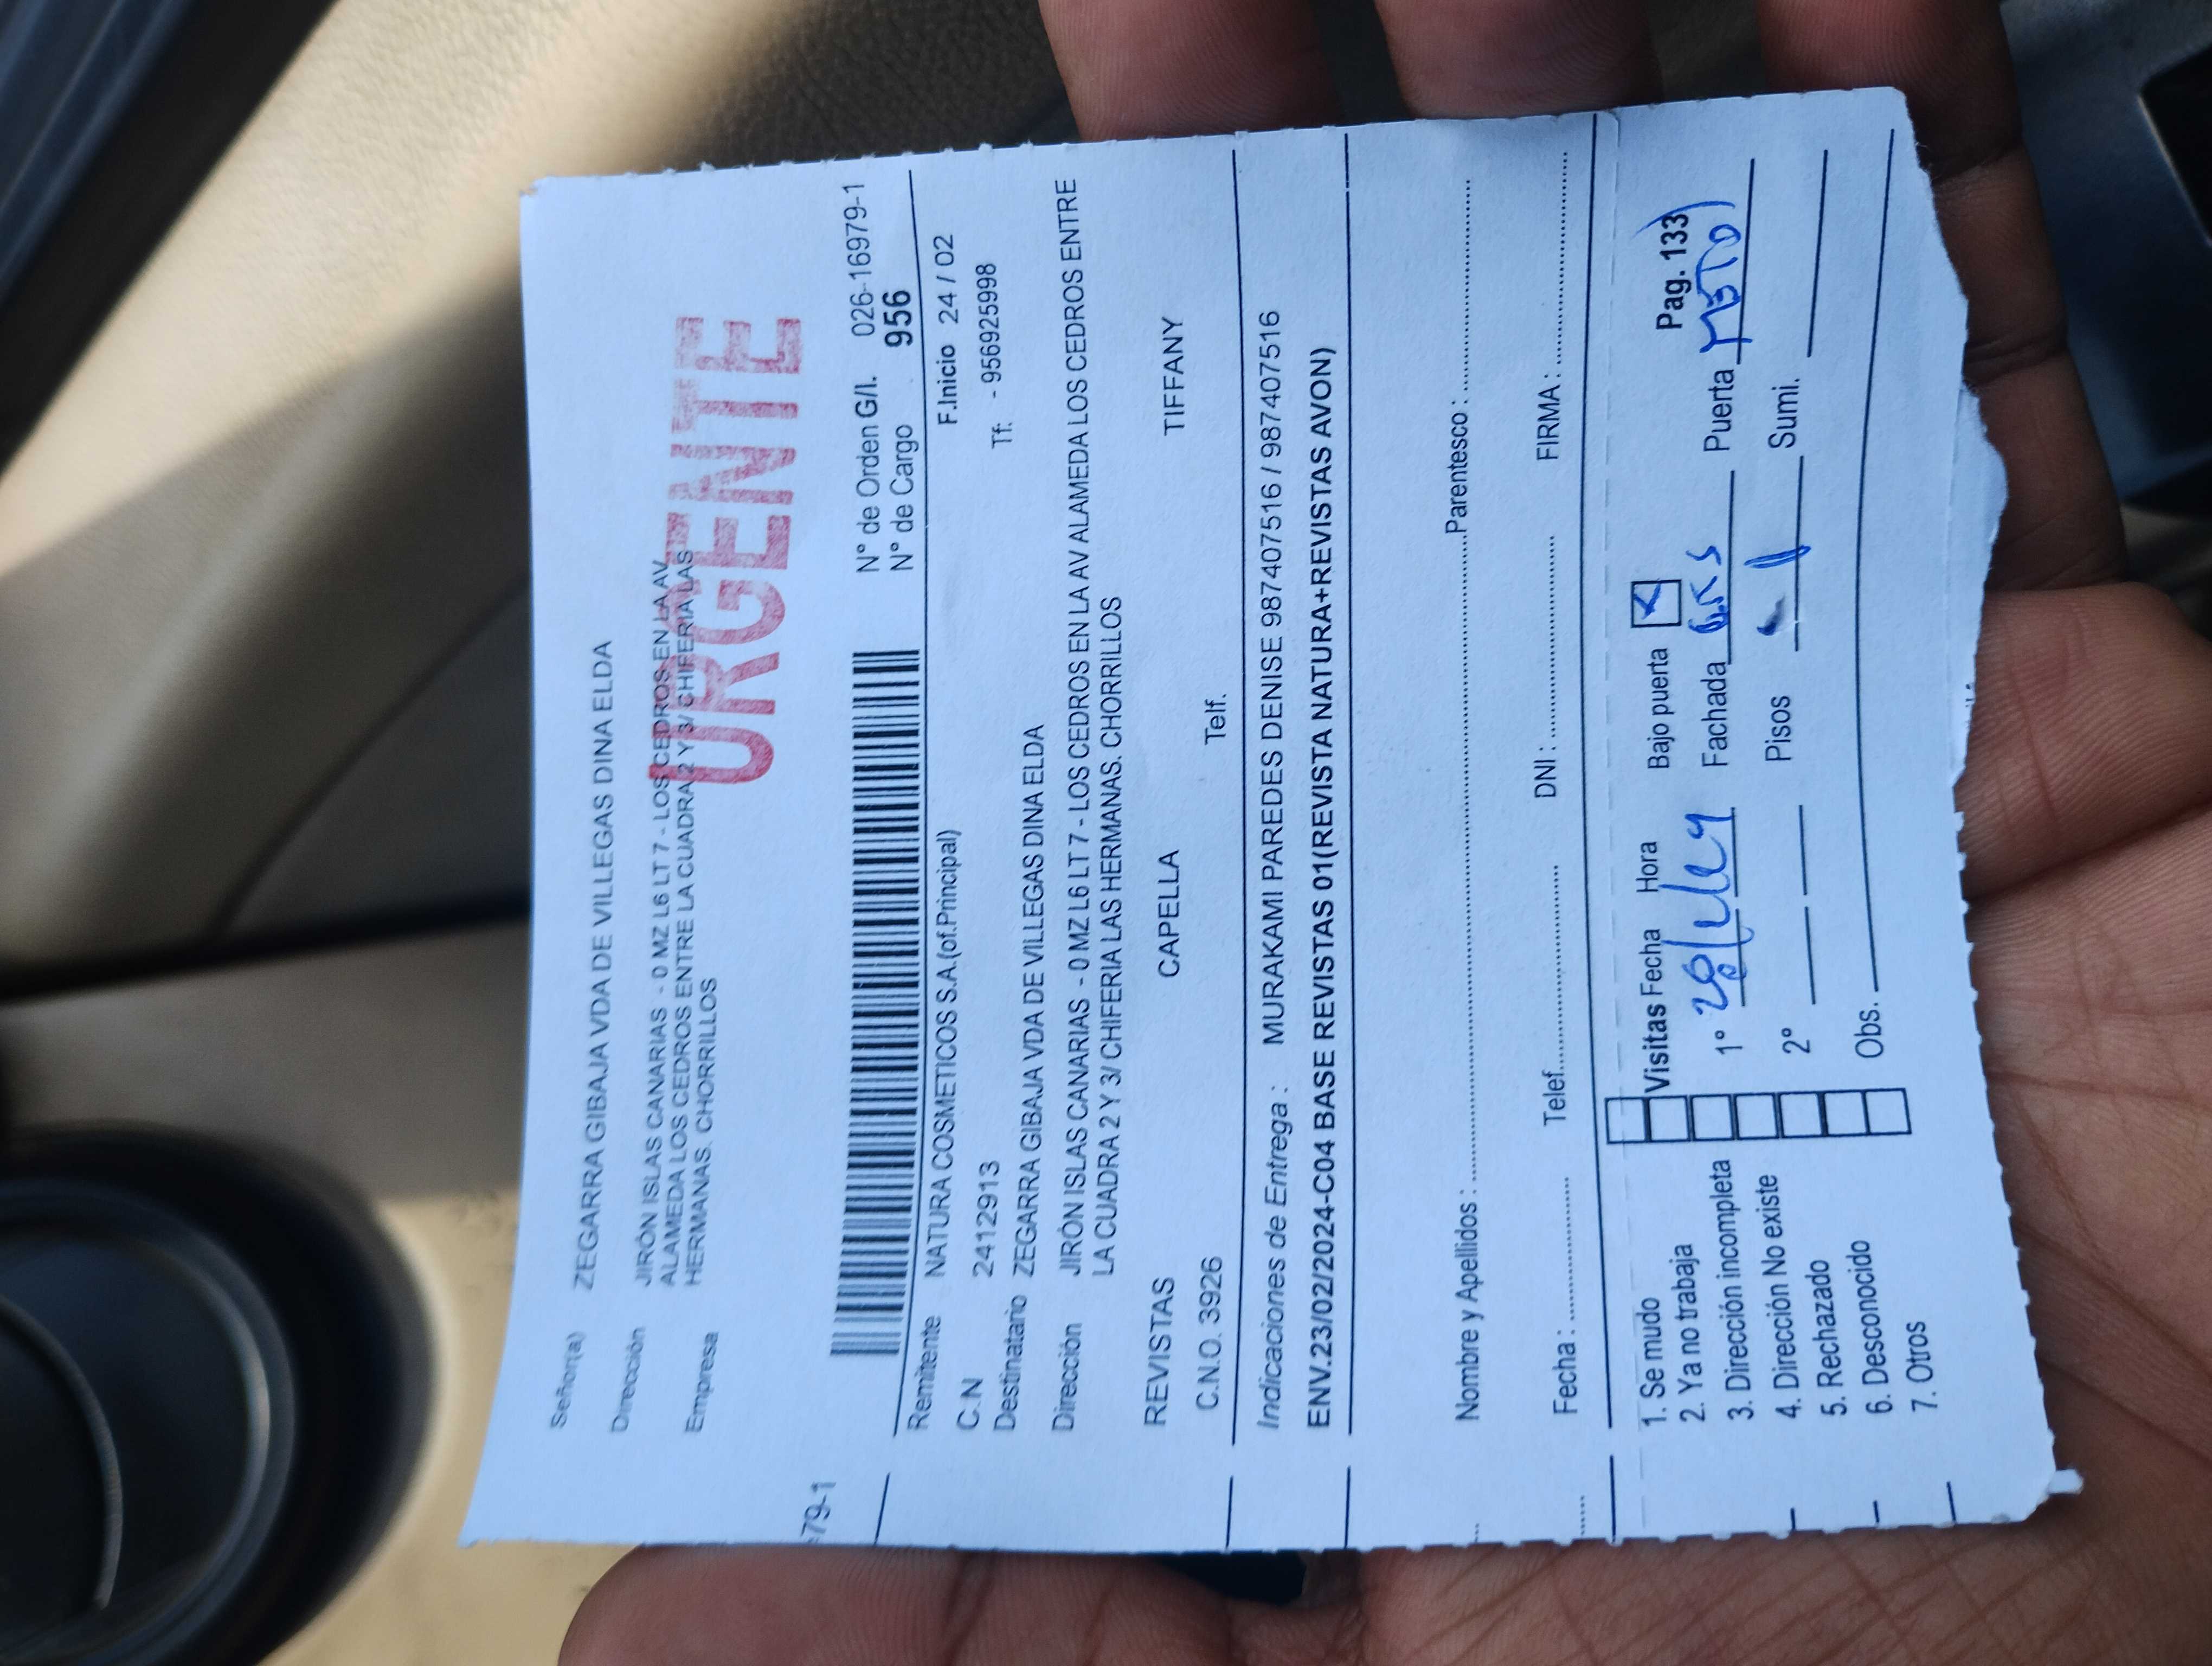 Señor(a) ZEGARRA GIBAJA VDA DE VILLEGAS DINA ELDA
Dirección JIRÓN ISLAS CANARIAS - 0 MZ L6 LT 7 - LOS CEDROS EN LA AV
ALAMEDA LOS CEDROS ENTRE LA CUADRA 2 Y 3/ CHIFERIA LAS
Empresa HERMANAS. CHORRILLOS
URGENTE
79-1
N° de Orden G/I. 026-16979-1
N° de Cargo 956
Remitente NATURA COSMETICOS S.A.(of.Principal) F.Inicio 24 / 02
C.N 2412913 Tf. - 956925998
Destinatario ZEGARRA GIBAJA VDA DE VILLEGAS DINA ELDA
Dirección JIRÓN ISLAS CANARIAS - 0 MZ L6 LT 7 - LOS CEDROS EN LA AV ALAMEDA LOS CEDROS ENTRE
LA CUADRA 2 Y 3/ CHIFERIA LAS HERMANAS. CHORRILLOS
REVISTAS CAPELLA TIFFANY
C.N.O. 3926 Telf.
Indicaciones de Entrega : MURAKAMI PAREDES DENISE 987407516 / 987407516
ENV.23/02/2024-C04 BASE REVISTAS 01(REVISTA NATURA+REVISTAS AVON)
Nombre y Apellidos : Parentesco :
Fecha : Telef. DNI : FIRMA :
1. Se mudo Visitas Fecha Hora Bajo puerta Pag. 133
2. Ya no trabaja
3. Dirección incompleta 1° Fachada Puerta
4. Dirección No existe 2° Pisos 1 Sumi.
5. Rechazado
6. Desconocido Obs.
7. Otros